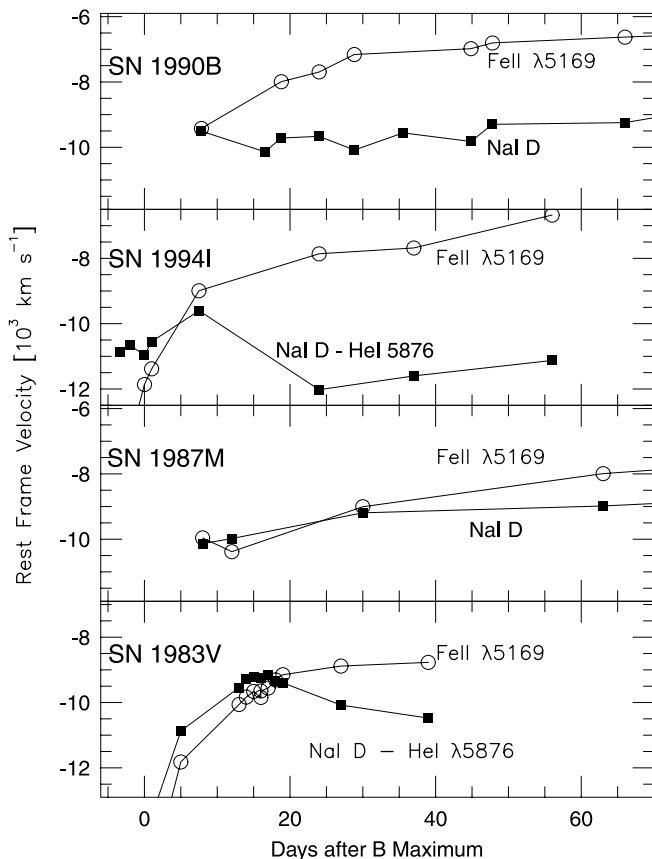 -6
SN 1990B
FeII λ5169
-8
-10
NaI D
SN 1994I
-8
FeII λ5169
-10
NaI D - HeI 5876
-12
-6
SN 1987M
FeII λ5169
-8
NaI D
-10
SN 1983V
-8
FeII λ5169
-10
NaI D – HeI λ5876
-12
0 20 40 60
Days after B Maximum
Rest Frame Velocity [10³ km s⁻¹]